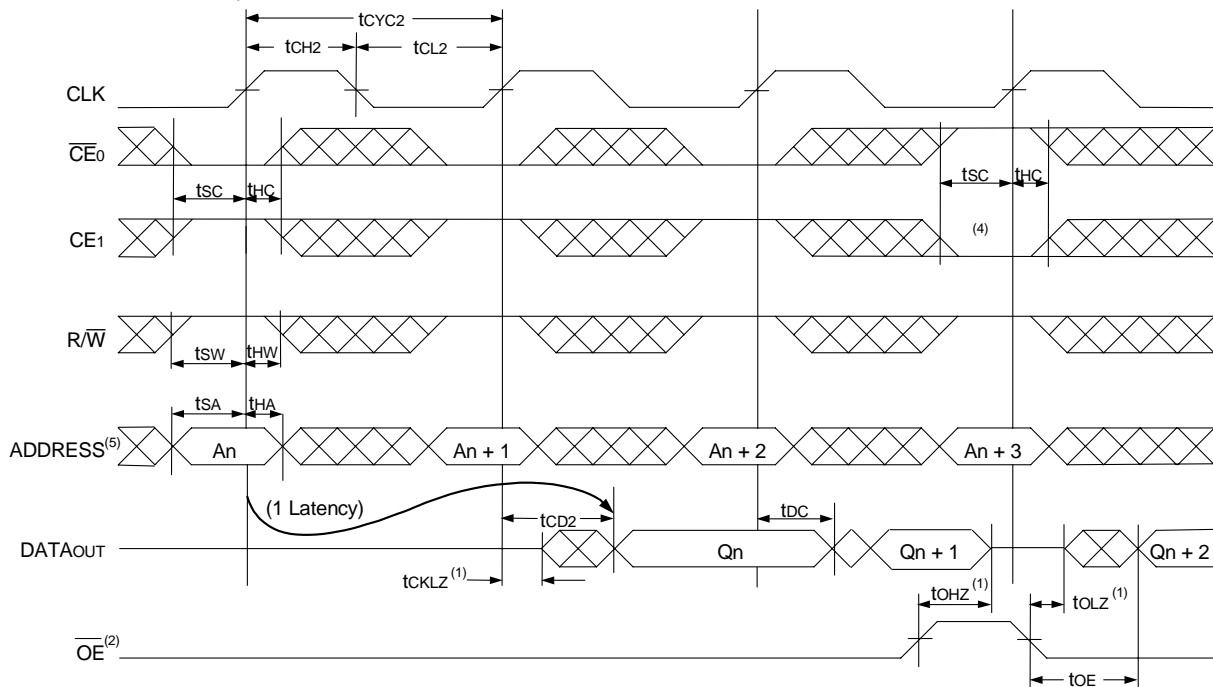 tCYC2
tCH2 tCL2
CLK
CE0
tSC tHC tSC tHC
CE1 (4)
R/W
tSW tHW
tSA tHA
ADDRESS(5) An An + 1 An + 2 An + 3
(1 Latency) tCD2 tDC
DATAOUT Qn Qn + 1 Qn + 2
tCKLZ(1) tOHZ(1) tOLZ(1)
OE(2)
tOE